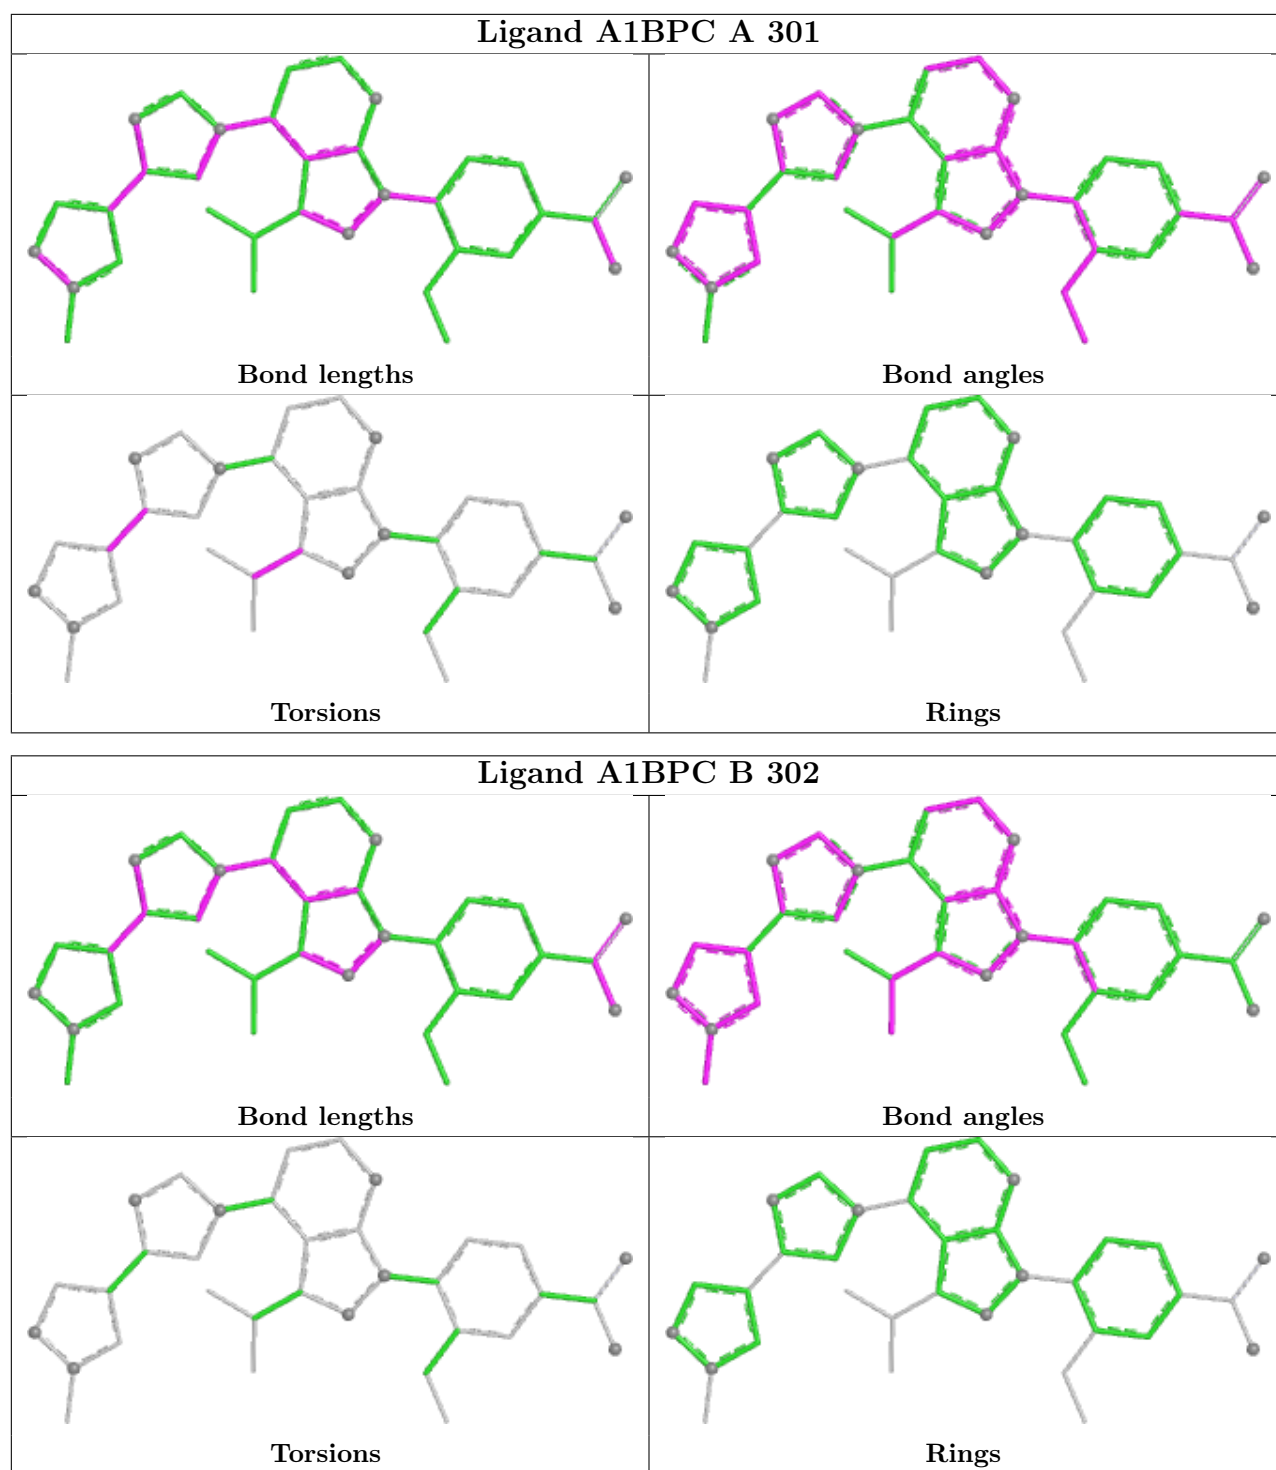 Ligand A1BPC A 301
Bond lengths
Bond angles
Torsions
Rings
Ligand A1BPC B 302
Bond lengths
Bond angles
Torsions
Rings